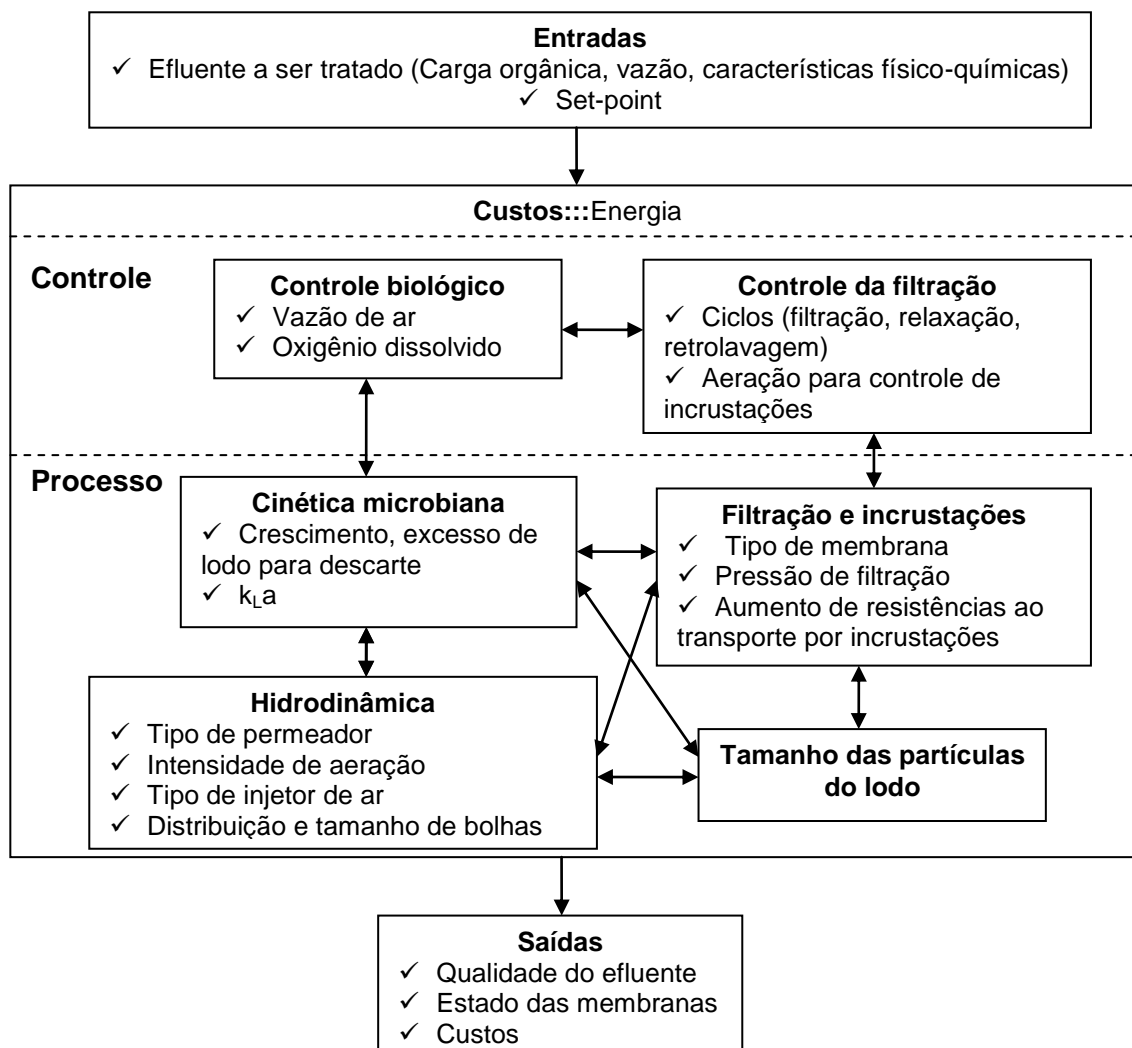 Entradas
✓ Efluente a ser tratado (Carga orgânica, vazão, características físico-químicas)
✓ Set-point
Custos:::Energia
Controle
Controle biológico
✓ Vazão de ar
✓ Oxigênio dissolvido
Controle da filtração
✓ Ciclos (filtração, relaxação,
retrolavagem)
✓ Aeração para controle de
incrustações
Processo
Cinética microbiana
✓ Crescimento, excesso de
lodo para descarte
✓ kLa
Filtração e incrustações
✓ Tipo de membrana
✓ Pressão de filtração
✓ Aumento de resistências ao
transporte por incrustações
Hidrodinâmica
✓ Tipo de permeador
✓ Intensidade de aeração
✓ Tipo de injetor de ar
✓ Distribuição e tamanho de bolhas
Tamanho das partículas
do lodo
Saídas
✓ Qualidade do efluente
✓ Estado das membranas
✓ Custos